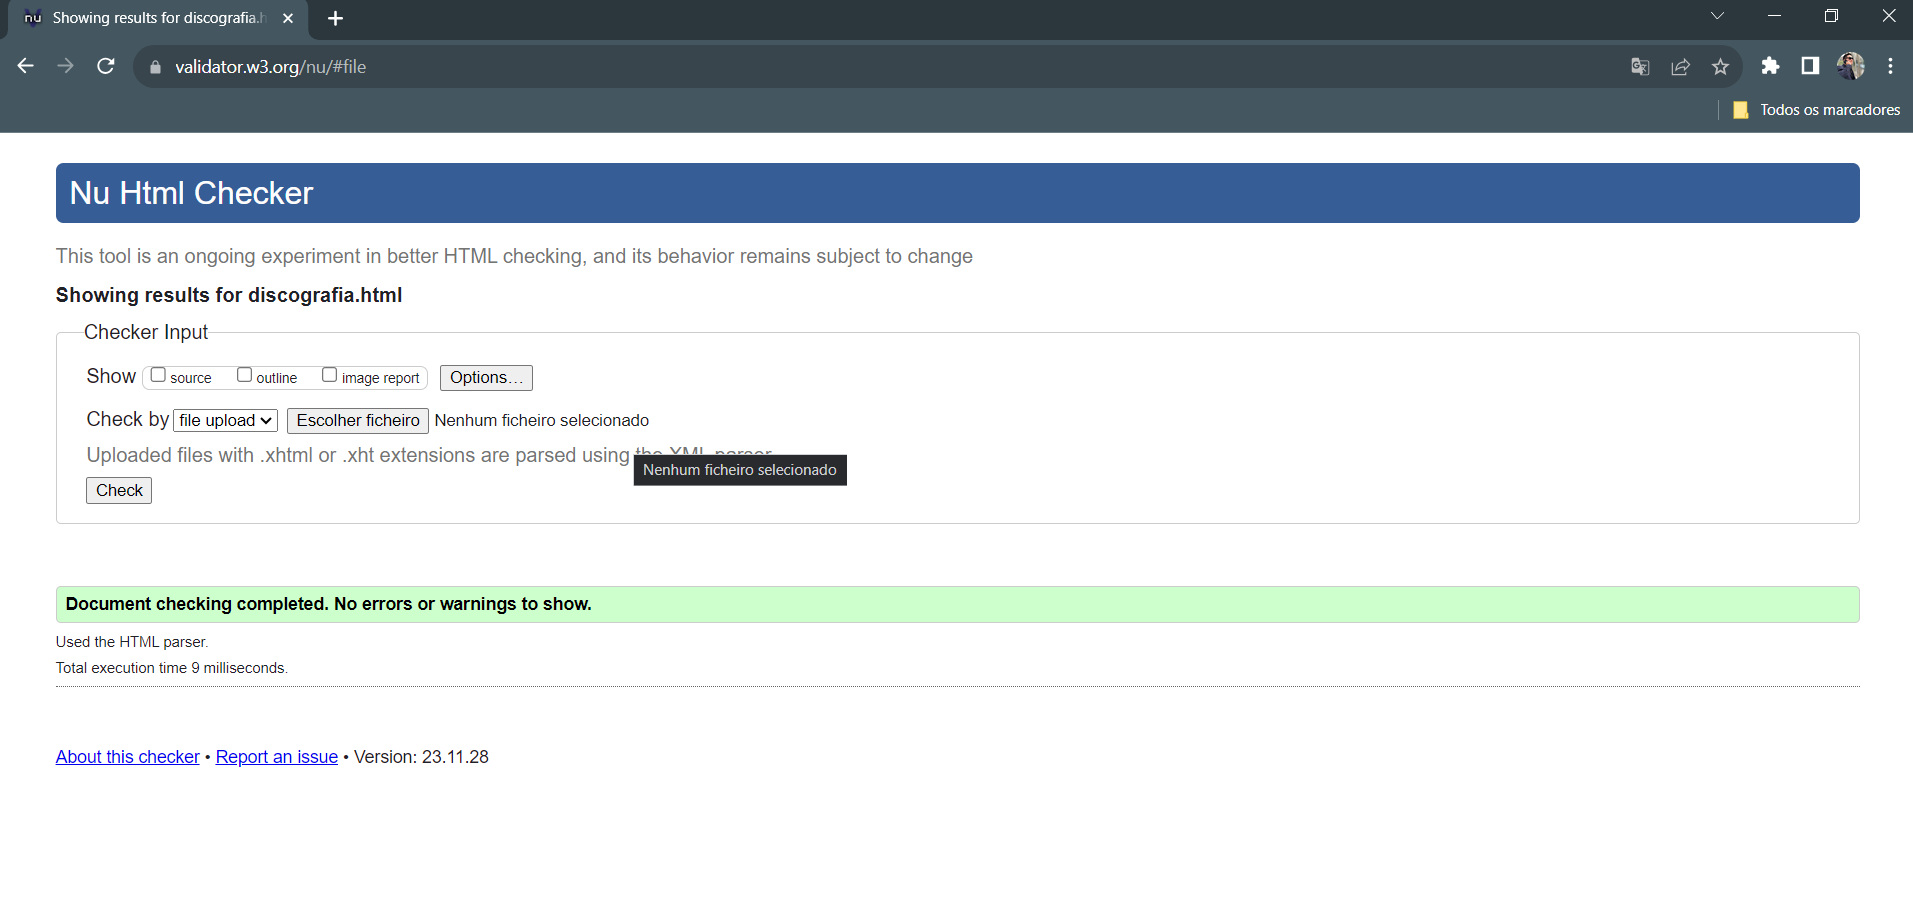 nu Showing results for discografia.h
validator.w3.org/nu/#file
Todos os marcadores
Nu Html Checker
This tool is an ongoing experiment in better HTML checking, and its behavior remains subject to change
Showing results for discografia.html
Checker Input
Show source outline image report Options...
Check by file upload Escolher ficheiro Nenhum ficheiro selecionado
Uploaded files with .xhtml or .xht extensions are parsed using the XML parser
Nenhum ficheiro selecionado
Check
Document checking completed. No errors or warnings to show.
Used the HTML parser.
Total execution time 9 milliseconds.
About this checker • Report an issue • Version: 23.11.28